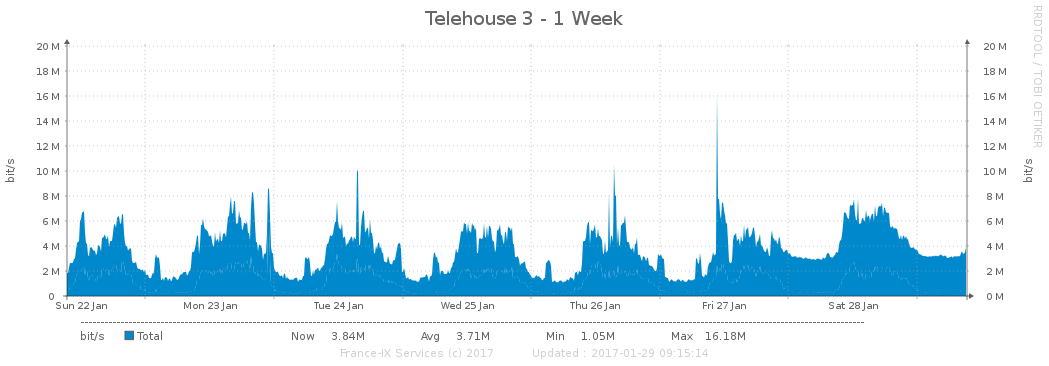 Telehouse 3 - 1 Week
RRDTOOL / TOBI OETIKER
20 M 20 M
18 M 18 M
16 M 16 M
14 M 14 M
12 M 12 M
10 M 10 M
8 M 8 M
6 M 6 M
4 M 4 M
2 M 2 M
0 0 M
bit/s bit/s
Sun 22 Jan Mon 23 Jan Tue 24 Jan Wed 25 Jan Thu 26 Jan Fri 27 Jan Sat 28 Jan
bit/s Total Now 3.84M Avg 3.71M Min 1.05M Max 16.18M
France-IX Services (c) 2017 Updated : 2017-01-29 09:15:14